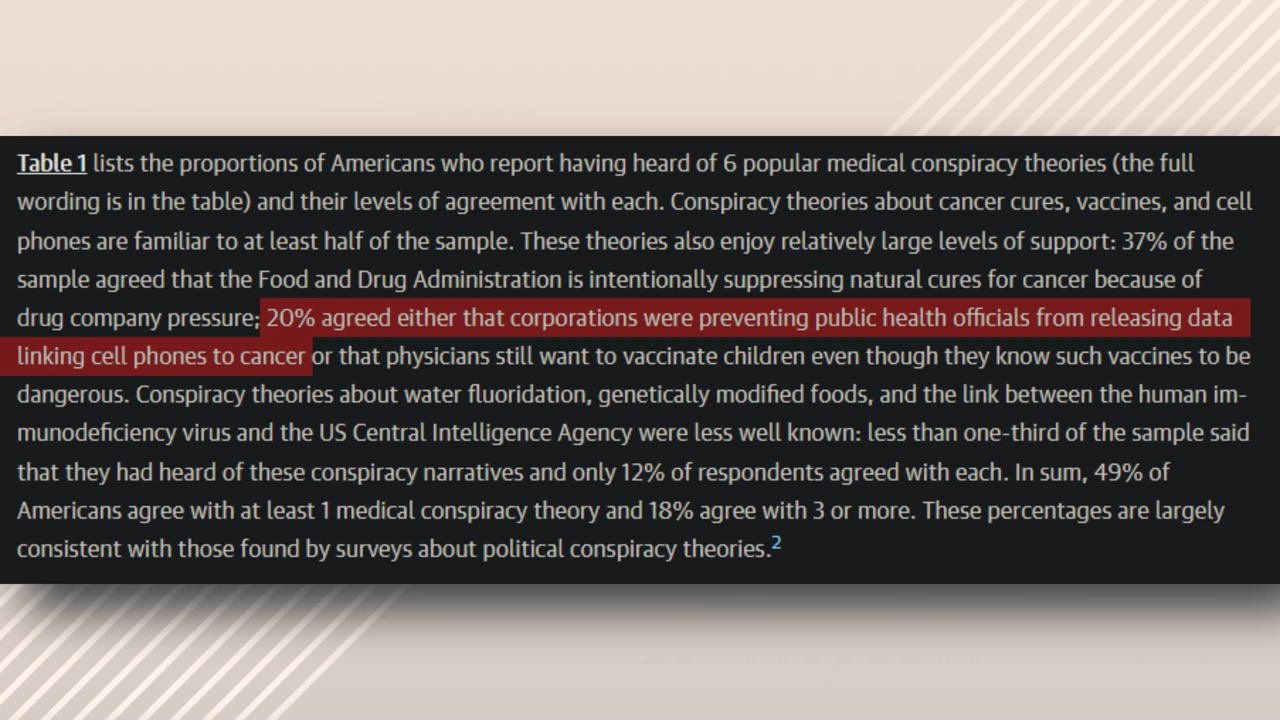 Table 1 lists the proportions of Americans who report having heard of 6 popular medical conspiracy theories (the full
wording is in the table) and their levels of agreement with each. Conspiracy theories about cancer cures, vaccines, and cell
phones are familiar to at least half of the sample. These theories also enjoy relatively large levels of support: 37% of the
sample agreed that the Food and Drug Administration is intentionally suppressing natural cures for cancer because of
drug company pressure; 20% agreed either that corporations were preventing public health officials from releasing data
linking cell phones to cancer or that physicians still want to vaccinate children even though they know such vaccines to be
dangerous. Conspiracy theories about water fluoridation, genetically modified foods, and the link between the human im-
munodeficiency virus and the US Central Intelligence Agency were less well known: less than one-third of the sample said
that they had heard of these conspiracy narratives and only 12% of respondents agreed with each. In sum, 49% of
Americans agree with at least 1 medical conspiracy theory and 18% agree with 3 or more. These percentages are largely
consistent with those found by surveys about political conspiracy theories.2